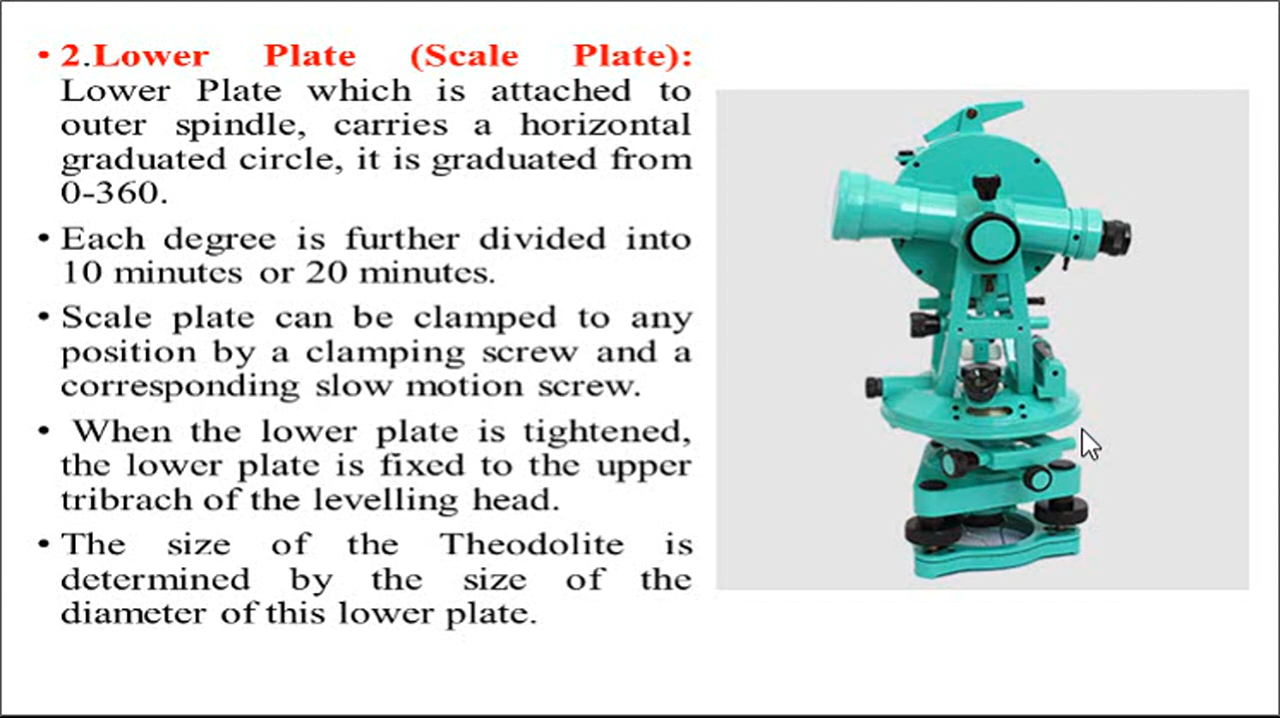 • 2.Lower Plate (Scale Plate):
Lower Plate which is attached to
outer spindle, carries a horizontal
graduated circle, it is graduated from
0-360.
• Each degree is further divided into
10 minutes or 20 minutes.
• Scale plate can be clamped to any
position by a clamping screw and a
corresponding slow motion screw.
• When the lower plate is tightened,
the lower plate is fixed to the upper
tribrach of the levelling head.
• The size of the Theodolite is
determined by the size of the
diameter of this lower plate.